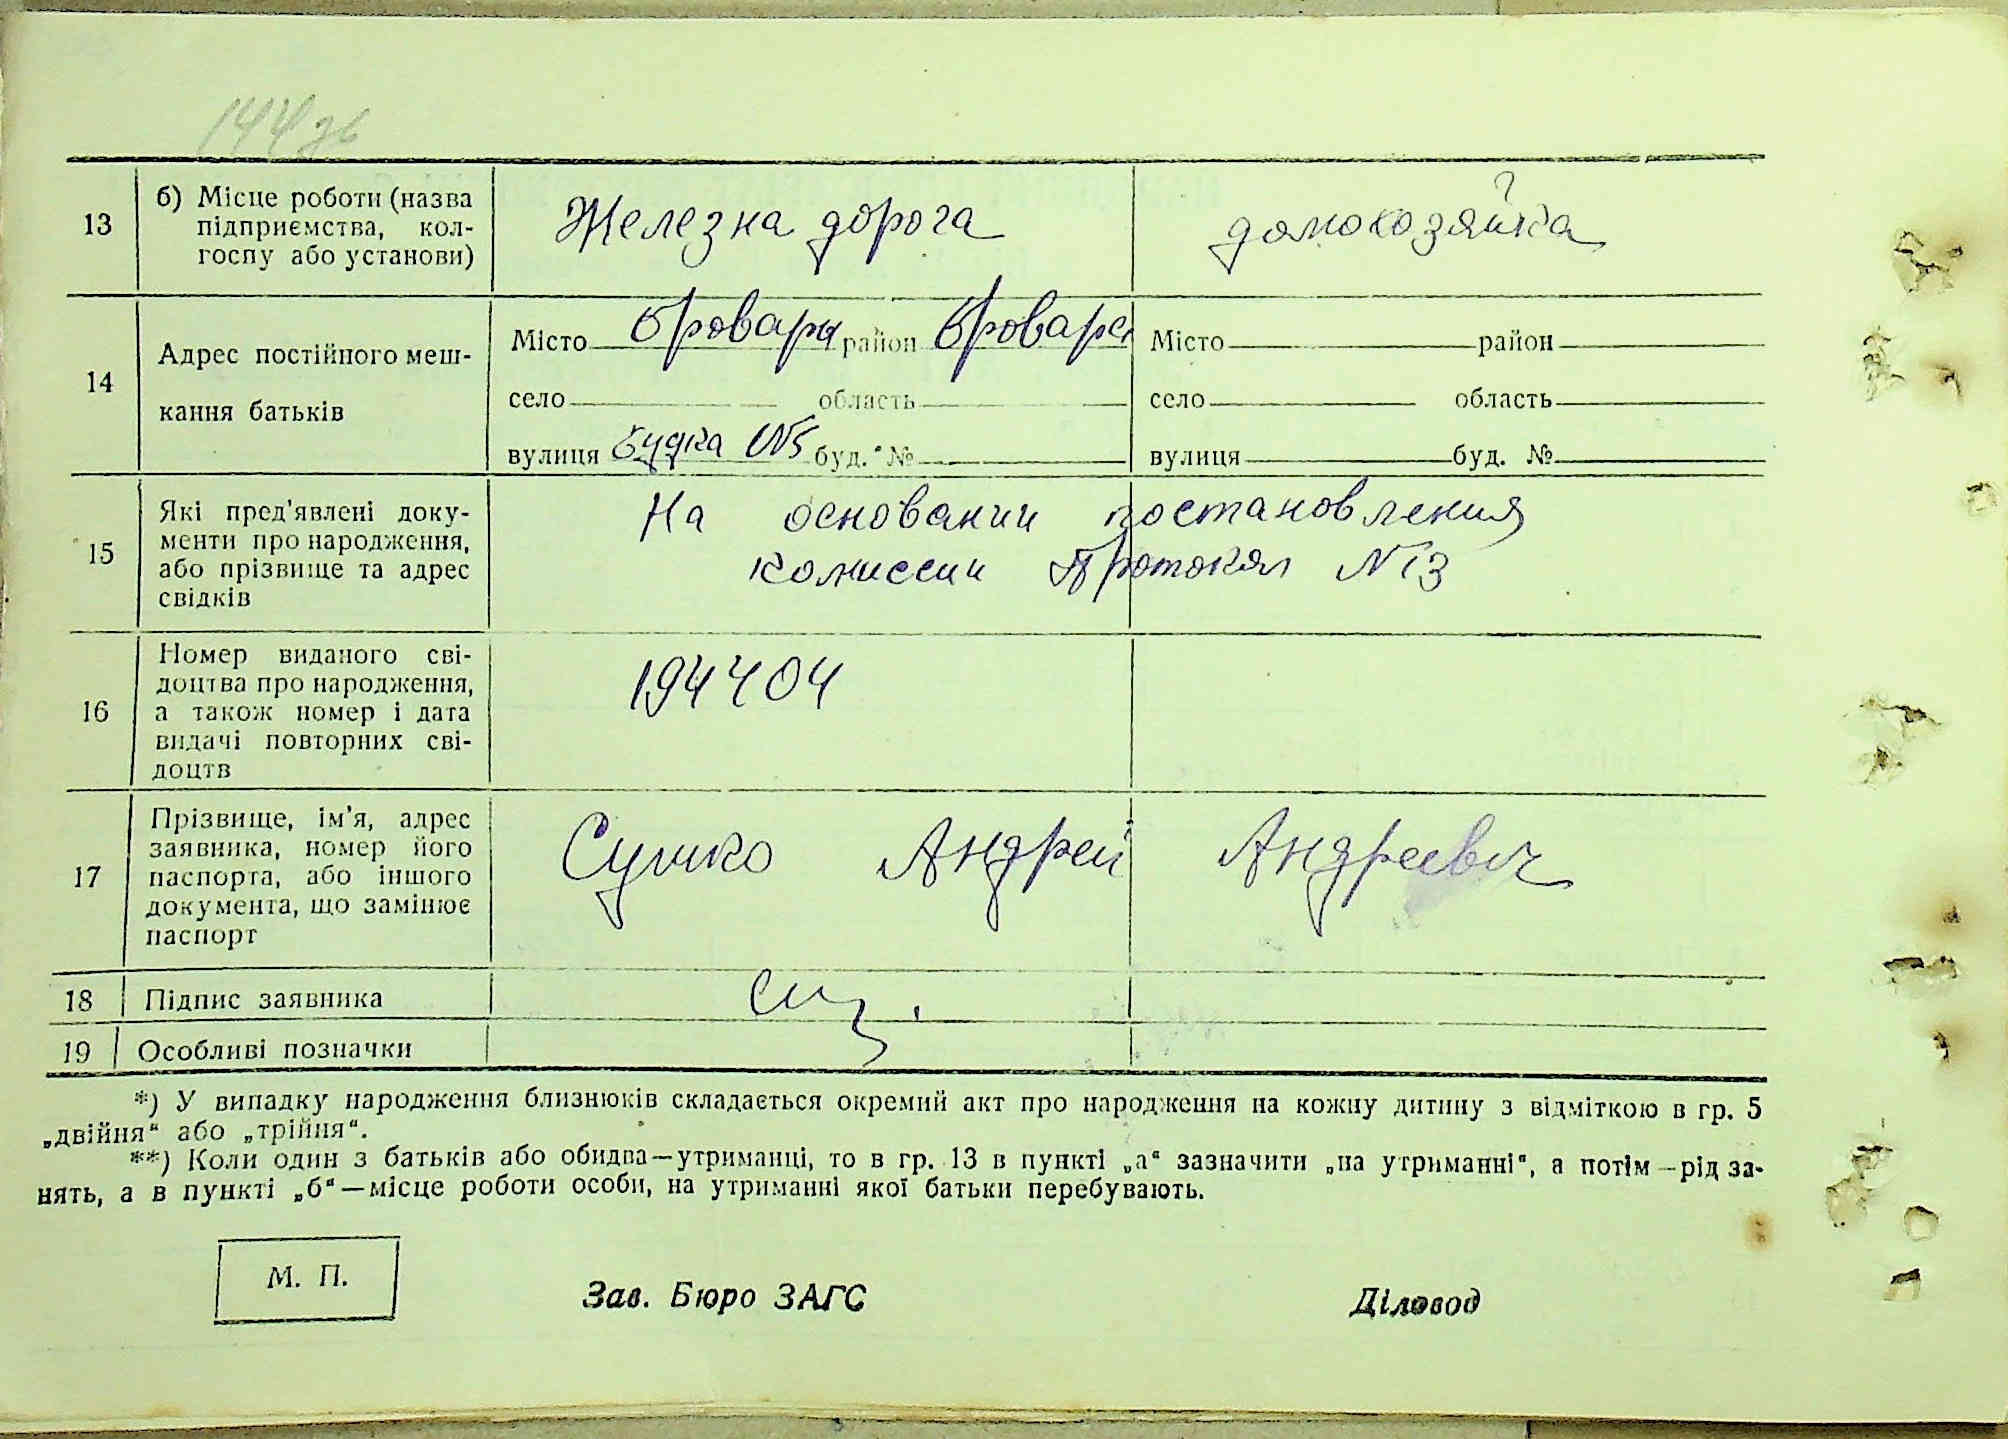 144 зв
13 б) Місце роботи (назва підприємства, колгоспу або установи) Железна дорога домохозяйка
14 Адрес постійного мешкання батьків
Місто Бровары район Бровары Місто район
село область село область
вулиця Будка №5 буд. № вулиця буд. №
15 Які пред'явлені документи про народження, або прізвище та адрес свідків
На основании постановления
комиссии Протокол №13
16 Номер виданого свідоцтва про народження, а також номер і дата видачі повторних свідоцтв 194404
17 Прізвище, ім'я, адрес заявника, номер його паспорта, або іншого документа, що замінює паспорт Сушко Андрей Андреевич
18 Підпис заявника
19 Особливі позначки
*) У випадку народження близнюків складається окремий акт про народження на кожну дитину з відміткою в гр. 5
„двійня“ або „трійня“.
**) Коли один з батьків або обидва—утриманці, то в гр. 13 в пункті „а“ зазначити „на утриманні“, а потім—рід за-
нять, а в пункті „б“—місце роботи особи, на утриманні якої батьки перебувають.
М. П.
Зав. Бюро ЗАГС Діловод